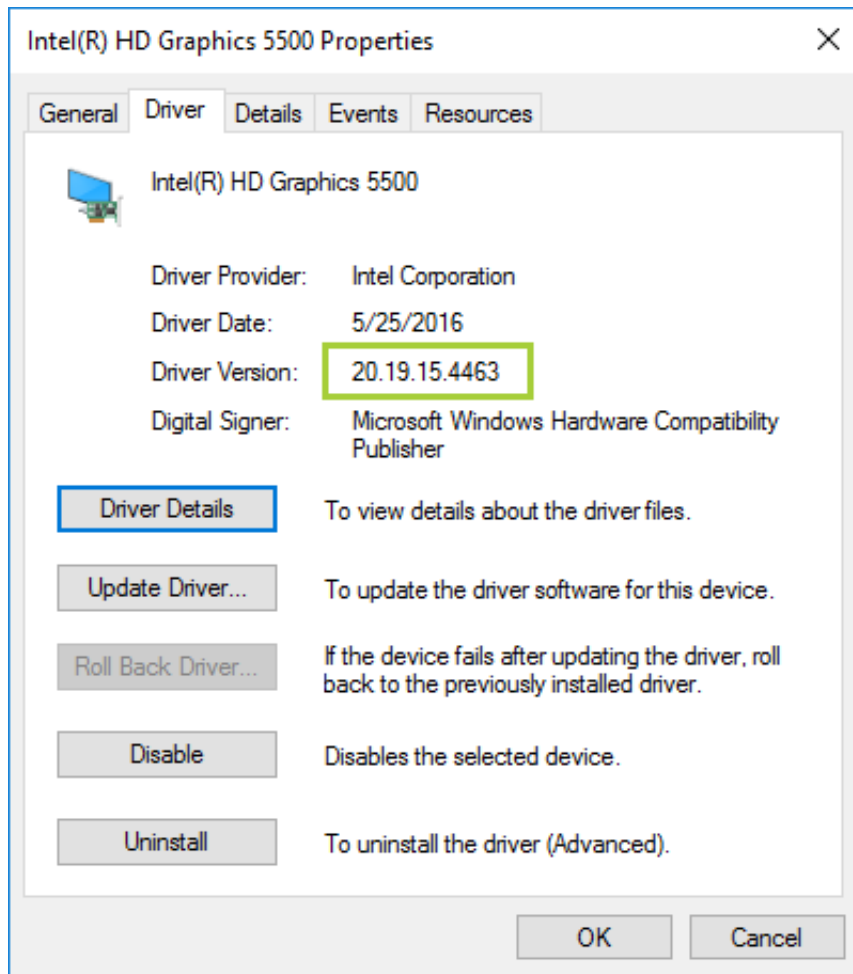 Intel(R) HD Graphics 5500 Properties
General Driver Details Events Resources
Intel(R) HD Graphics 5500
Driver Provider: Intel Corporation
Driver Date: 5/25/2016
Driver Version: 20.19.15.4463
Digital Signer: Microsoft Windows Hardware Compatibility
Publisher
Driver Details To view details about the driver files.
Update Driver... To update the driver software for this device.
Roll Back Driver... If the device fails after updating the driver, roll
back to the previously installed driver.
Disable Disables the selected device.
Uninstall To uninstall the driver (Advanced).
OK Cancel